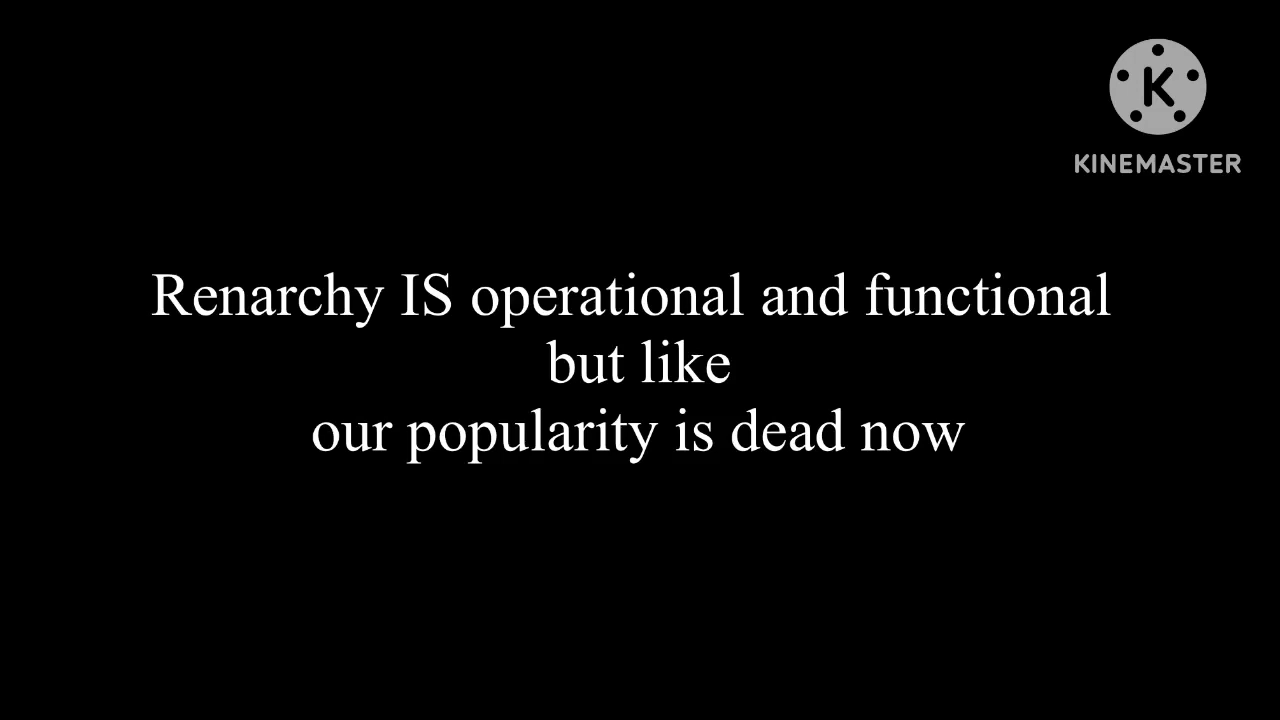 K
KINEMASTER
Renarchy IS operational and functional
but like
our popularity is dead now